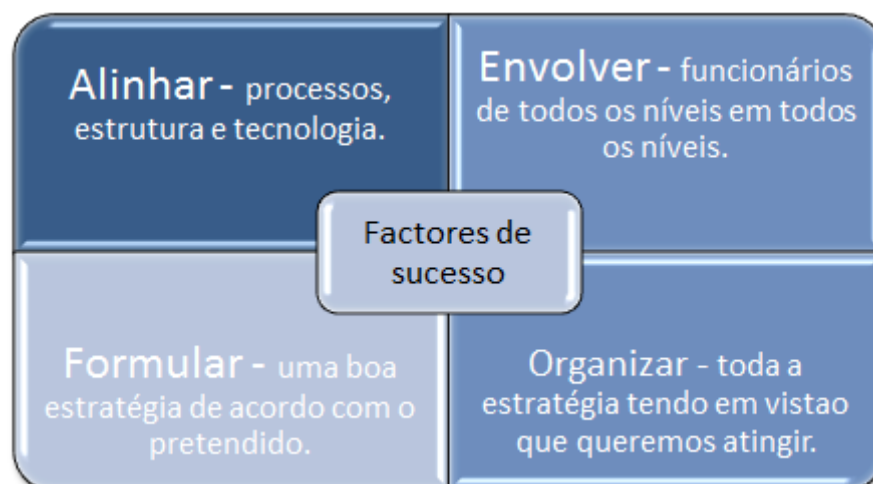 Alinhar - processos,
estrutura e tecnologia.
Envolver - funcionários
de todos os níveis em todos
os níveis.
Factores de
sucesso
Formular - uma boa
estratégia de acordo com o
pretendido.
Organizar - toda a
estratégia tendo em vistao
que queremos atingir.